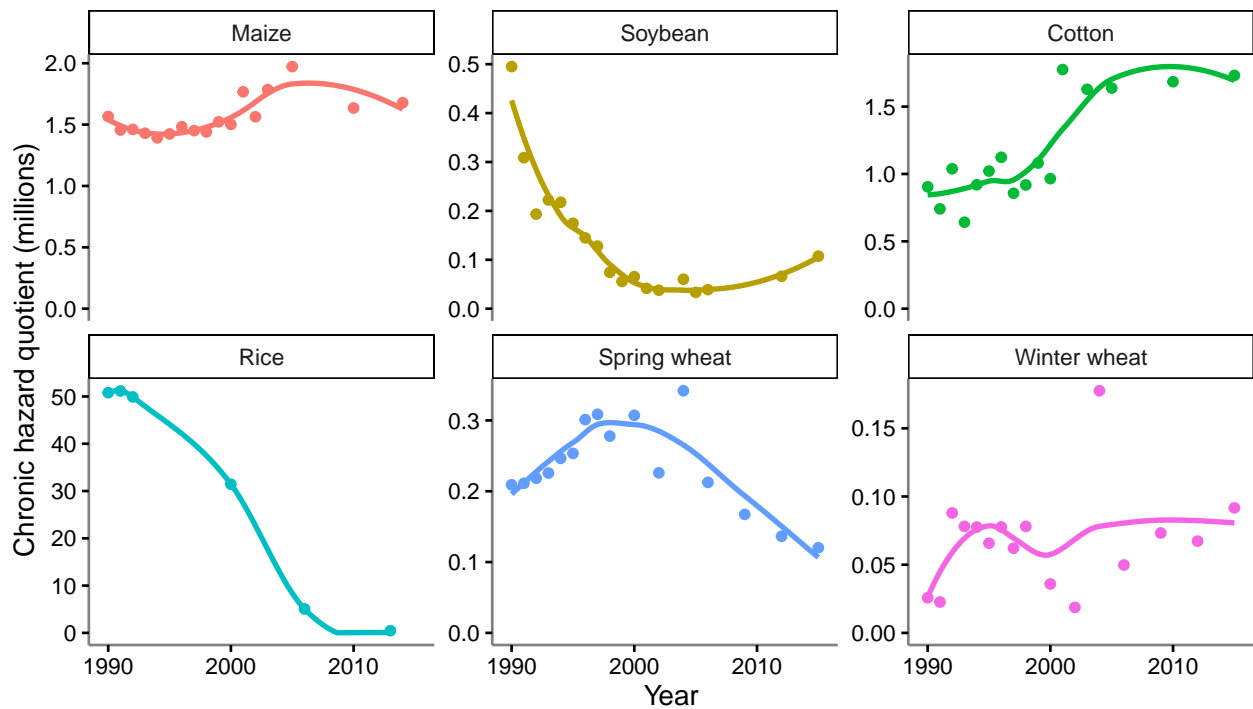 Maize
Soybean
Cotton
2.0
1.5
1.0
0.5
0.0
0.5
0.4
0.3
0.2
0.1
0.0
1.5
1.0
0.5
0.0
Chronic hazard quotient (millions)
Rice
Spring wheat
Winter wheat
50
40
30
20
10
0
0.3
0.2
0.1
0.0
0.15
0.10
0.05
0.00
1990 2000 2010
1990 2000 2010
1990 2000 2010
Year